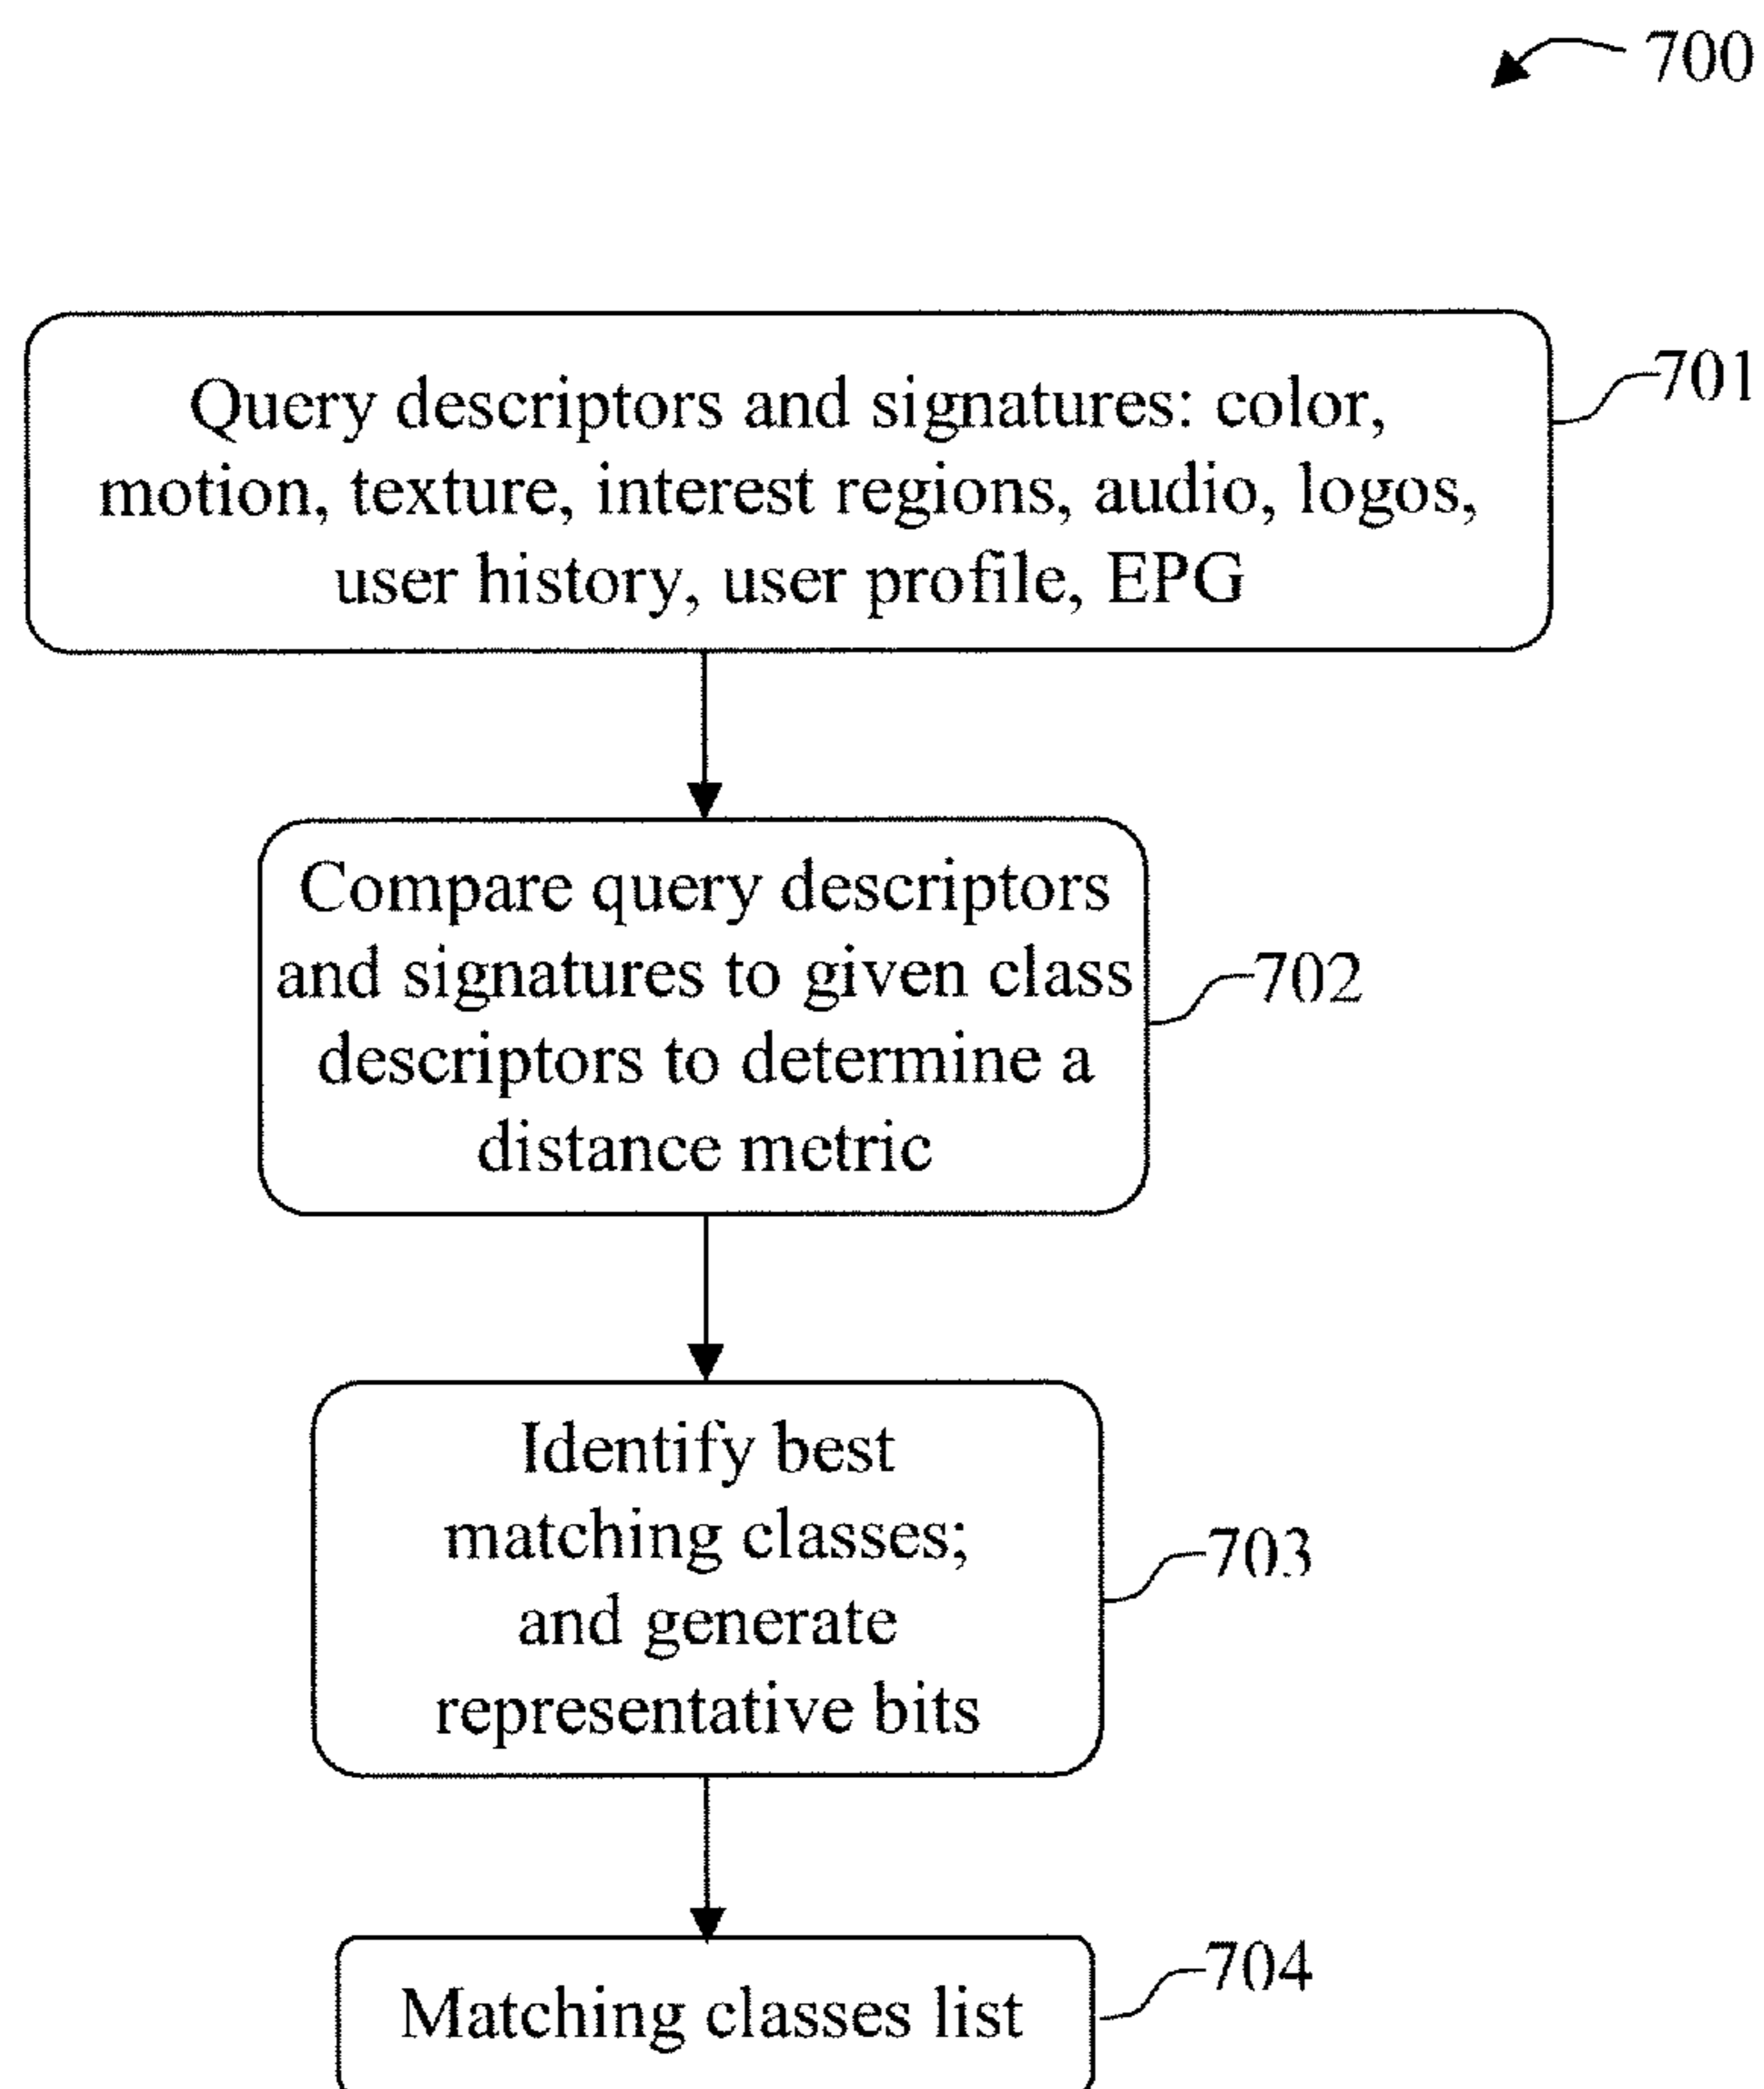 700
Query descriptors and signatures: color,
motion, texture, interest regions, audio, logos,
user history, user profile, EPG
701
Compare query descriptors
and signatures to given class
descriptors to determine a
distance metric
702
Identify best
matching classes;
and generate
representative bits
703
Matching classes list
704